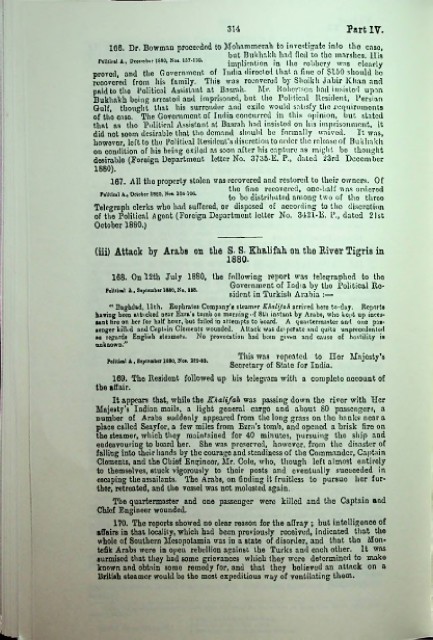 314 Part IV.
166. Dr. Bowman proceeded to Mohammerah to investigate into the case,
but Bukhakh had fled to the marshes. His
Political A., December 1880, Nos. 157-159.
implication in the robbery was clearly
proved, and the Government of India directed that a fine of $150 should be
recovered from his family. This was recovered by Sheikh Jabir Khan and
paid to the Political Assistant at Basrah. Mr. Robertson had insisted upon
Bukhakh being arrested and imprisoned, but the Political Resident, Persian
Gulf, thought that his surrender and exile would satisfy the requirements
of the case. The Government of India concurred in this opinion, but stated
that as the Political Assistant at Basrah had insisted on his imprisonment, it
did not seem desirable that the demand should be formally waived. It was,
however, left to the Political Resident's discretion to order the release of Bukhakh
on condition of his being exiled as soon after his capture as might be thought
desirable (Foreign Department letter No. 3735-E. P., dated 23rd December
1880).
167. All the property stolen was recovered and restored to their owners. Of
the fine recovered, one-half was ordered
Political A., October 1880, Nos.
to be distributed among two of the three
Telegraph clerks who had suffered, or disposed of according to the discretion
of the Political Agent (Foreign Department letter No. 3421-E. P., dated 21st
October 1880.)
(iii) Attack by Arabs on the S. S. Khalifah on the River Tigris in
1880.
168. On 12th July 1880, the following report was telegraphed to the
Government of India by the Political Re-
Political A., September 1880, No.
sident in Turkish Arabia :—
"Baghdad, 11th. Euphrates Company's steamer Khalifah arrived here to-day. Reports
having been attacked near Ezra's tomb on morning of 8th instant by Arabs, who kept up inces-
sant fire on her for half hour, but failed in attempts to board. A quartermaster and one pas-
senger killed and Captain Clements wounded. Attack was desperate and quite unprecedented
as regards English steamers. No provocation had been given and cause of hostility is
unknown."
This was repeated to Her Majesty's
Political A., September 1880, Nos.
Secretary of State for India.
169. The Resident followed up his telegram with a complete account of
the affair.
It appears that, while the Khalifah was passing down the river with Her
Majesty's Indian mails, a light general cargo and about 80 passengers, a
number of Arabs suddenly appeared from the long grass on the banks near a
place called Seayfor, a few miles from Ezra's tomb, and opened a brisk fire on
the steamer, which they maintained for 40 minutes, pursuing the ship and
endeavouring to board her. She was preserved, however, from the disaster of
falling into their hands by the courage and steadiness of the Commander, Captain
Clements, and the Chief Engineer, Mr. Cole, who, though left almost entirely
to themselves, stuck vigorously to their posts and eventually succeeded in
escaping the assailants. The Arabs, on finding it fruitless to pursue her fur-
ther, retreated, and the vessel was not molested again.
The quartermaster and one passenger were killed and the Captain and
Chief Engineer wounded.
170. The reports showed no clear reason for the affray ; but intelligence of
affairs in that locality, which had been previously received, indicated that the
whole of Southern Mesopotamia was in a state of disorder, and that the Mon-
tefik Arabs were in open rebellion against the Turks and each other. It was
surmised that they had some grievances which they were determined to make
known and obtain some remedy for, and that they believed an attack on a
British steamer would be the most expeditious way of ventilating them.